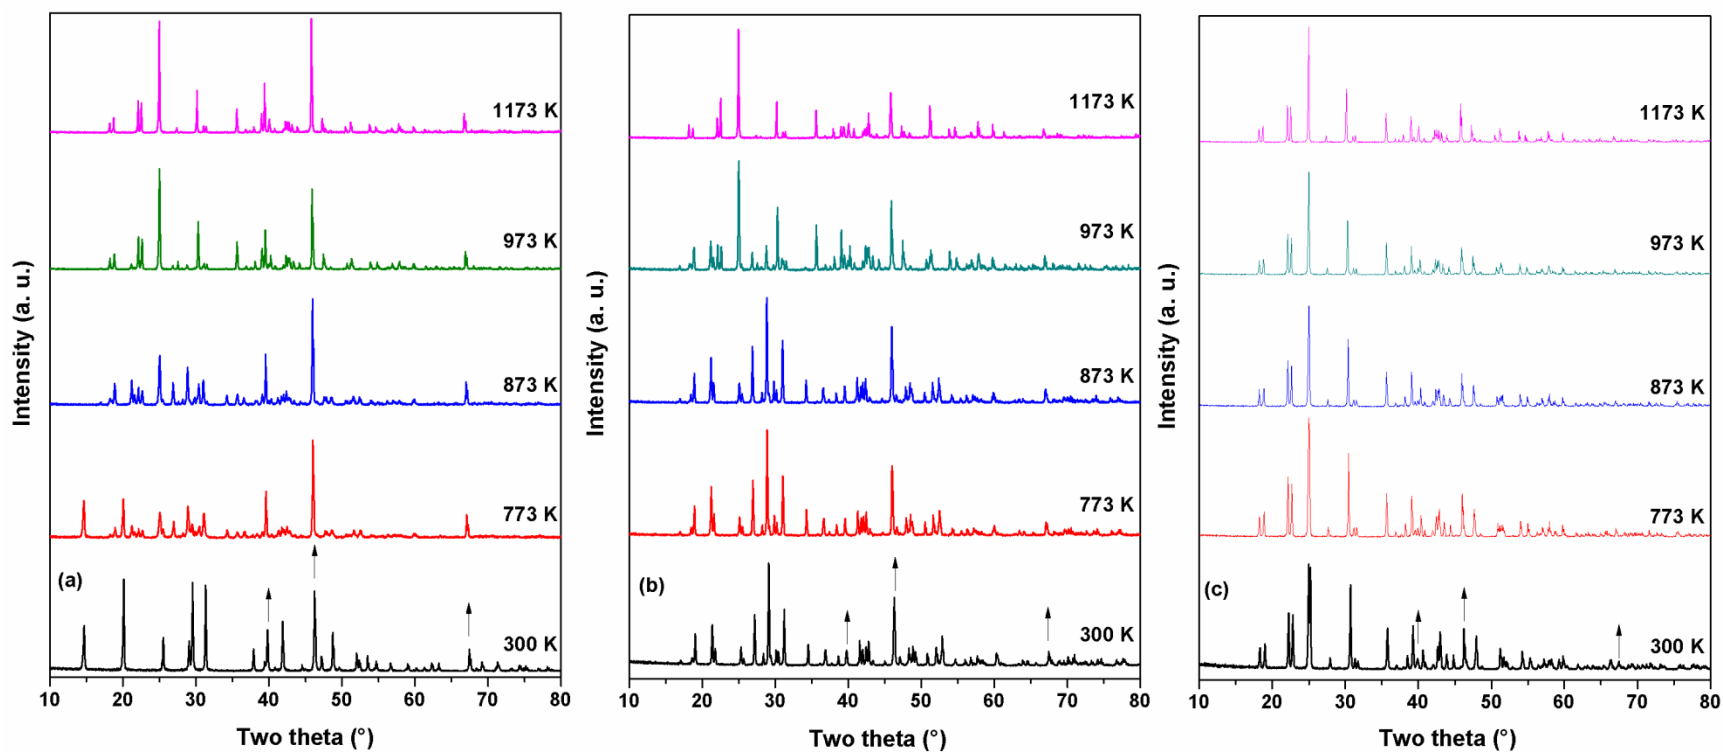 Intensity (a. u.)
1173 K
973 K
873 K
773 K
(a)
300 K
10 20 30 40 50 60 70 80
Two theta (°)
Intensity (a. u.)
1173 K
973 K
873 K
773 K
(b)
300 K
10 20 30 40 50 60 70 80
Two theta (°)
Intensity (a. u.)
1173 K
973 K
873 K
773 K
(c)
300 K
10 20 30 40 50 60 70 80
Two theta (°)